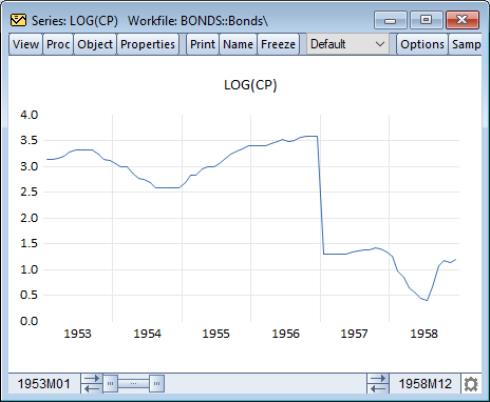 Series: LOG(CP)   Workfile: BONDS::Bonds\
View Proc Object Properties Print Name Freeze Default Options Samp
LOG(CP)
4.0
3.5
3.0
2.5
2.0
1.5
1.0
0.5
0.0
1953 1954 1955 1956 1957 1958
1953M01 1958M12